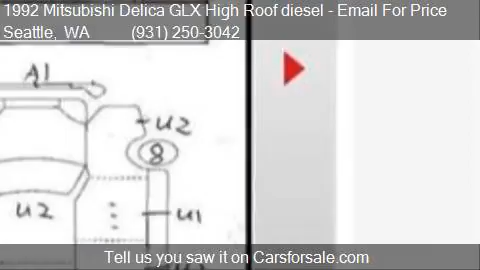 1992 Mitsubishi Delica GLX High Roof diesel - Email For Price
Seattle, WA (931) 250-3042
A1
U2
8
U2
U1
Tell us you saw it on Carsforsale.com